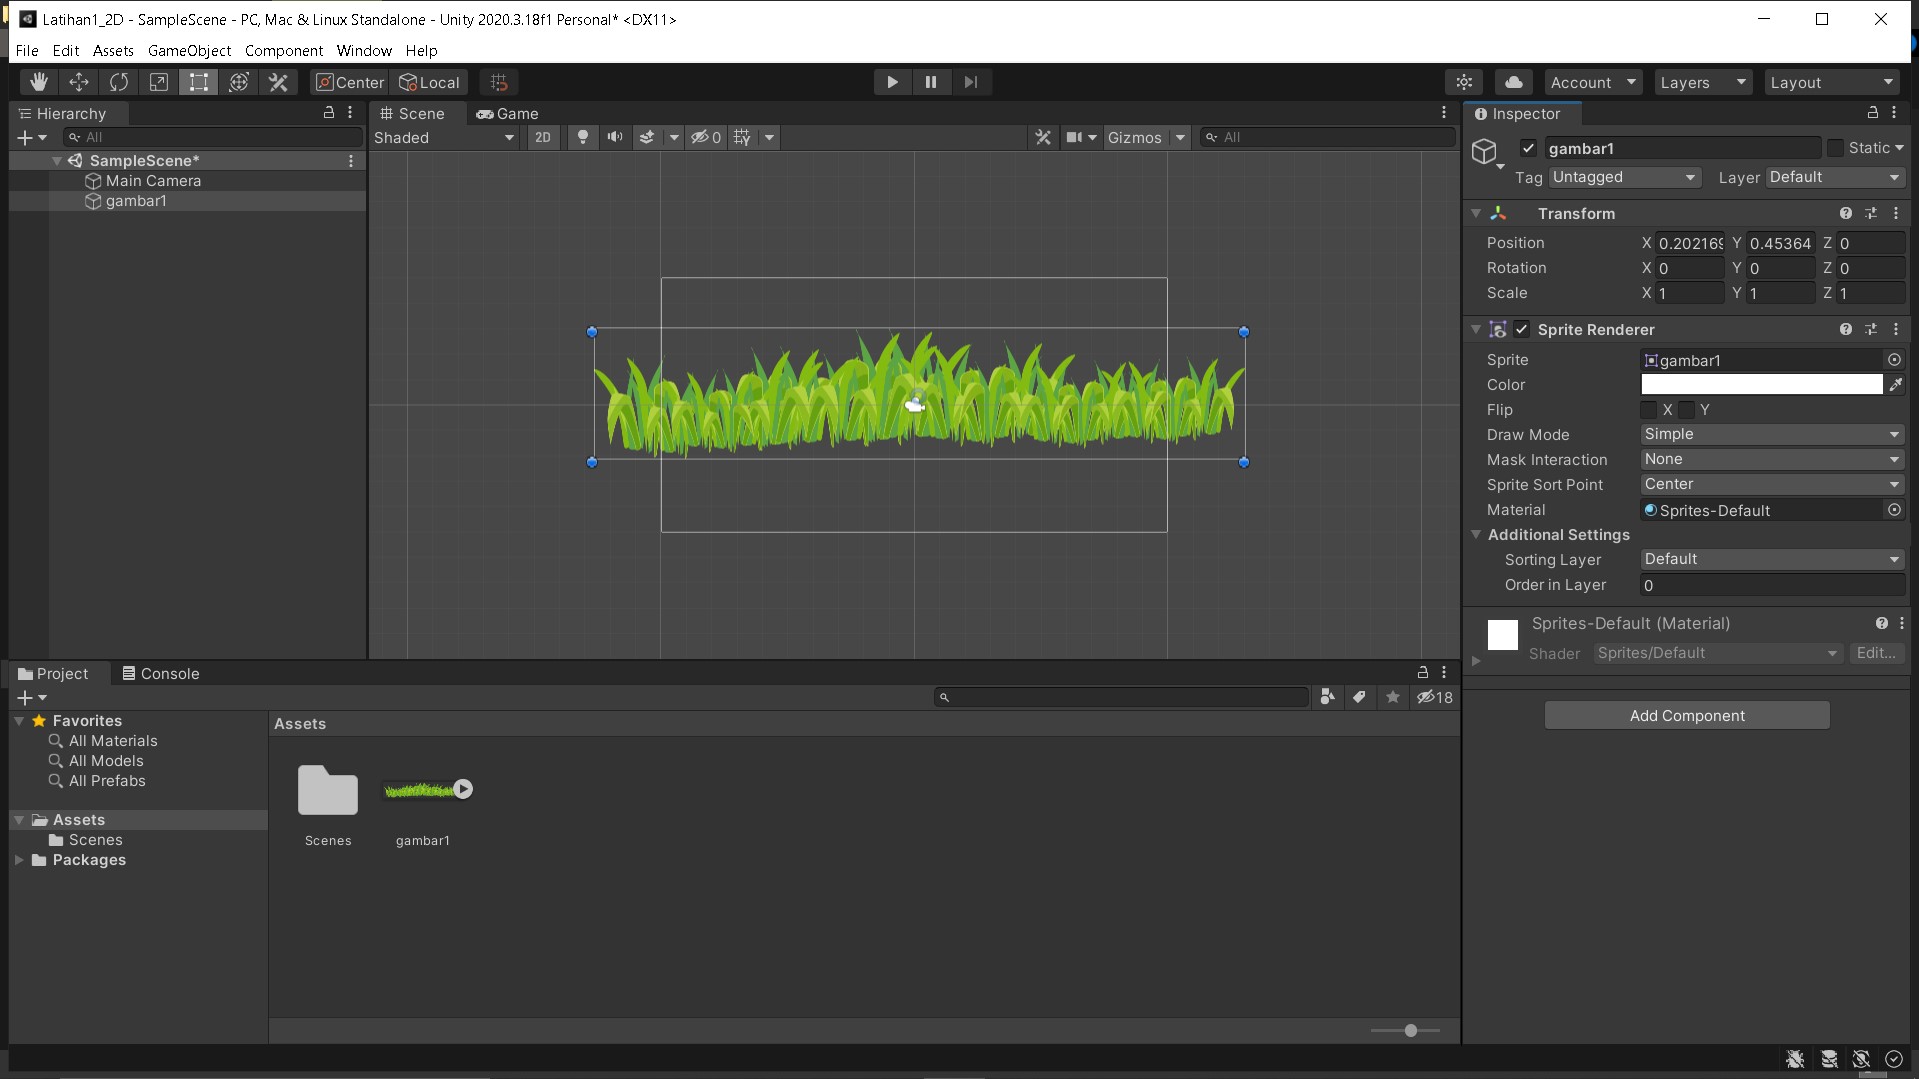 Latihan1_2D - SampleScene - PC, Mac & Linux Standalone - Unity 2020.3.18f1 Personal* <DX11>
File Edit Assets GameObject Component Window Help
Center Local Account Layers Layout
Hierarchy
All
SampleScene*
Main Camera
gambar1
Scene Game
Shaded 2D 0 Gizmos All
Inspector
gambar1 Static
Tag Untagged Layer Default
Transform
Position X 0.202169 Y 0.45364 Z 0
Rotation X 0 Y 0 Z 0
Scale X 1 Y 1 Z 1
Sprite Renderer
Sprite gambar1
Color
Flip X Y
Draw Mode Simple
Mask Interaction None
Sprite Sort Point Center
Material Sprites-Default
Additional Settings
Sorting Layer Default
Order in Layer 0
Sprites-Default (Material)
Shader Sprites/Default Edit...
Add Component
Project Console
18
Favorites
All Materials
All Models
All Prefabs
Assets
Scenes
Packages
Assets
Scenes
gambar1